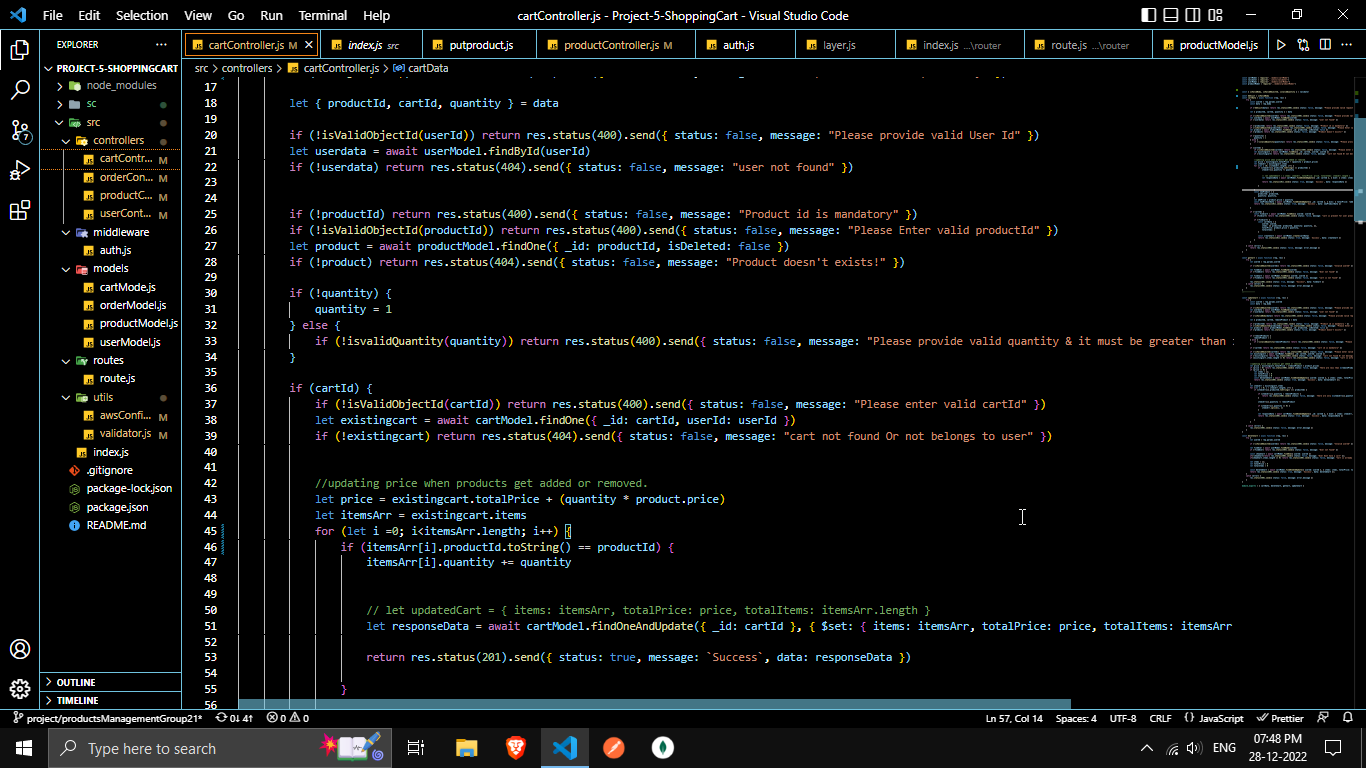 File Edit Selection View Go Run Terminal Help
cartController.js - Project-5-ShoppingCart - Visual Studio Code
EXPLORER
cartController.js M
index.js src
putproduct.js
productController.js M
auth.js
layer.js
index.js ...\router
route.js ...\router
productModel.js
src > controllers > cartController.js > cartData
PROJECT-5-SHOPPINGCART
node_modules
sc
src
controllers
cartContr... M
orderCon... M
productC... M
userCont... M
middleware
auth.js
models
cartMode.js
orderModel.js
productModel.js
userModel.js
routes
route.js
utils
awsConfi... M
validator.js M
index.js
.gitignore
package-lock.json
package.json
README.md
OUTLINE
TIMELINE
17
18 let { productId, cartId, quantity } = data
19
20 if (!isValidObjectId(userId)) return res.status(400).send({ status: false, message: "Please provide valid User Id" })
21 let userdata = await userModel.findById(userId)
22 if (!userdata) return res.status(404).send({ status: false, message: "user not found" })
23
24
25 if (!productId) return res.status(400).send({ status: false, message: "Product id is mandatory" })
26 if (!isValidObjectId(productId)) return res.status(400).send({ status: false, message: "Please Enter valid productId" })
27 let product = await productModel.findOne({ _id: productId, isDeleted: false })
28 if (!product) return res.status(404).send({ status: false, message: "Product doesn't exists!" })
29
30 if (!quantity) {
31 quantity = 1
32 } else {
33 if (!isvalidQuantity(quantity)) return res.status(400).send({ status: false, message: "Please provide valid quantity & it must be greater than
34 }
35
36 if (cartId) {
37 if (!isValidObjectId(cartId)) return res.status(400).send({ status: false, message: "Please enter valid cartId" })
38 let existingcart = await cartModel.findOne({ _id: cartId, userId: userId })
39 if (!existingcart) return res.status(404).send({ status: false, message: "cart not found Or not belongs to user" })
40
41
42 //updating price when products get added or removed.
43 let price = existingcart.totalPrice + (quantity * product.price)
44 let itemsArr = existingcart.items
45 for (let i =0; i<itemsArr.length; i++) {
46 if (itemsArr[i].productId.toString() == productId) {
47 itemsArr[i].quantity += quantity
48
49
50 // let updatedCart = { items: itemsArr, totalPrice: price, totalItems: itemsArr.length }
51 let responseData = await cartModel.findOneAndUpdate({ _id: cartId }, { $set: { items: itemsArr, totalPrice: price, totalItems: itemsArr
52
53 return res.status(201).send({ status: true, message: `Success`, data: responseData })
54
55 }
56
7
project/productsManagementGroup21* 0↓ 4↑ 0 0
Ln 57, Col 14 Spaces: 4 UTF-8 CRLF {} JavaScript Prettier
Type here to search
ENG
07:48 PM
28-12-2022